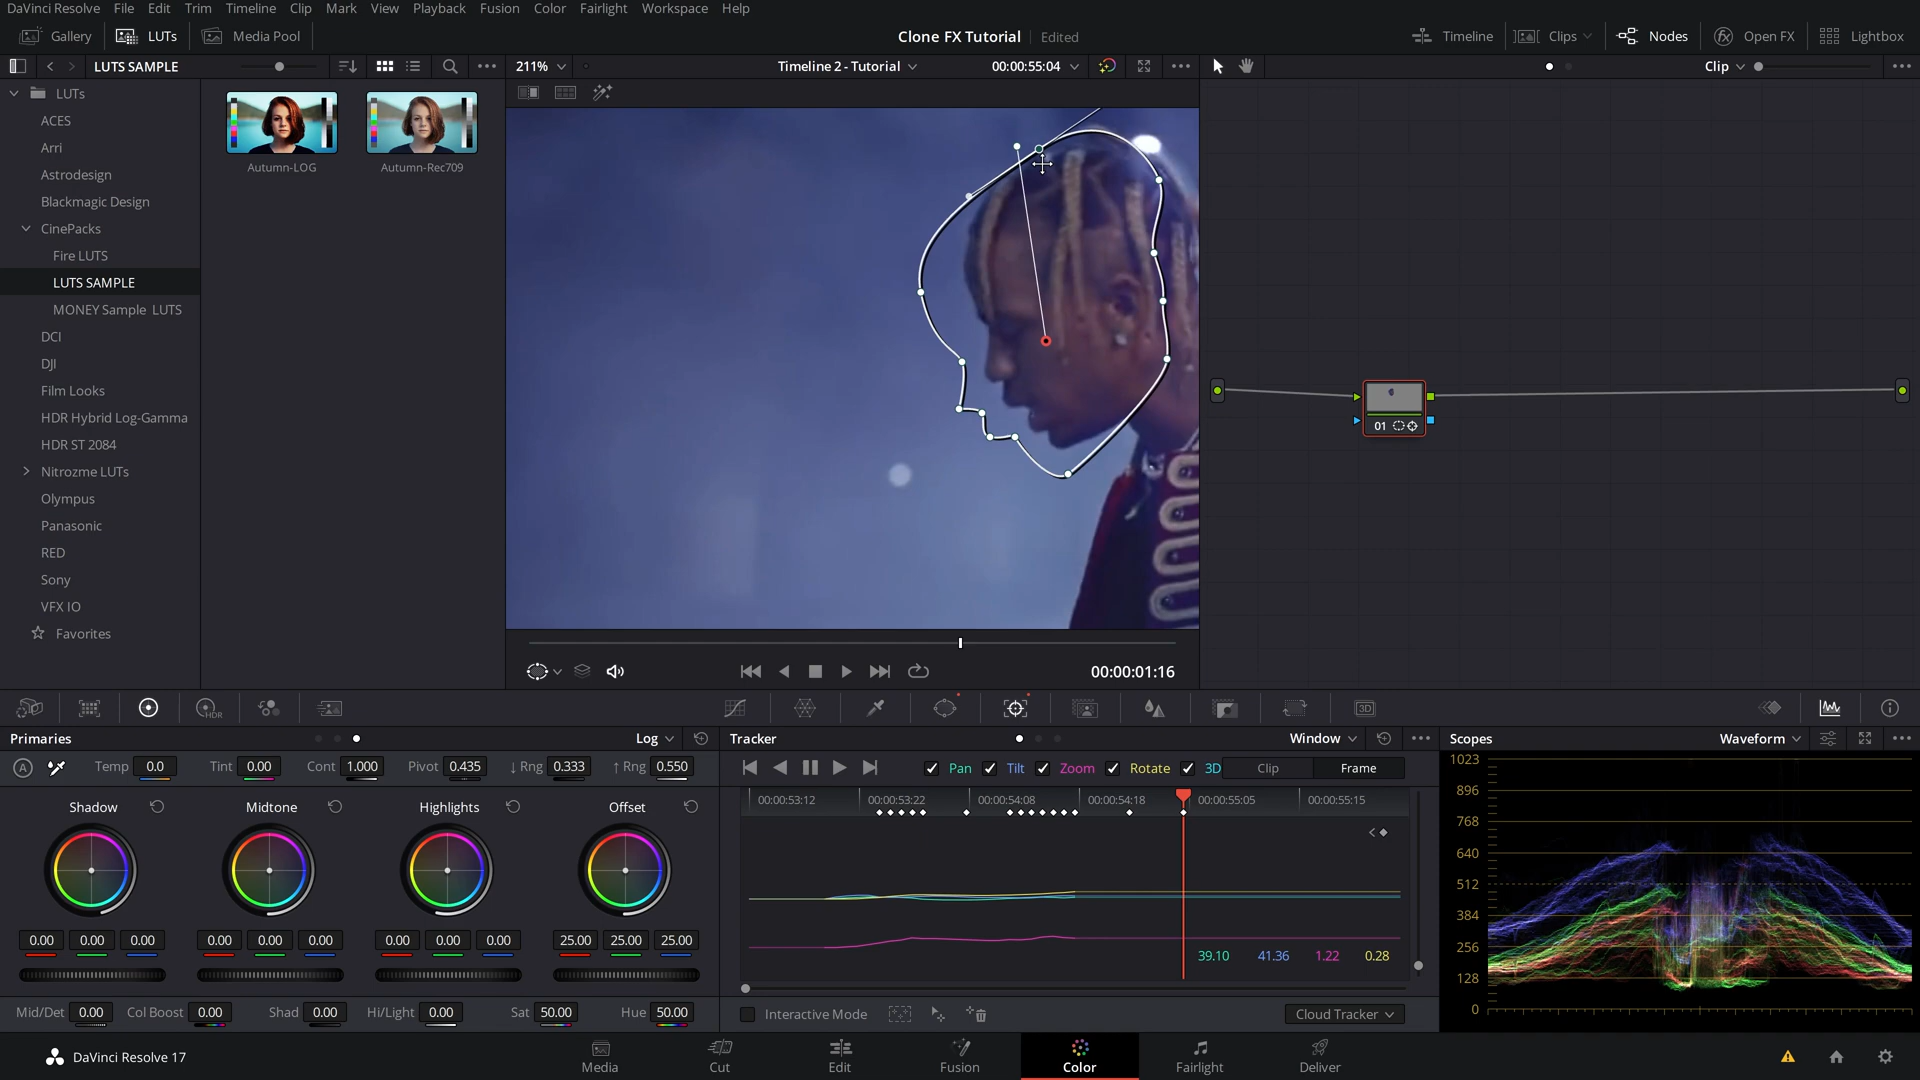 DaVinci Resolve File Edit Trim Timeline Clip Mark View Playback Fusion Color Fairlight Workspace Help
Gallery LUTs Media Pool Clone FX Tutorial Edited Timeline Clips Nodes Open FX Lightbox
LUTS SAMPLE 211% Timeline 2 - Tutorial 00:00:55:04 Clip
LUTs
ACES
Arri
Astrodesign
Blackmagic Design
CinePacks
Fire LUTS
LUTS SAMPLE
MONEY Sample LUTS
DCI
DJI
Film Looks
HDR Hybrid Log-Gamma
HDR ST 2084
Nitrozme LUTs
Olympus
Panasonic
RED
Sony
VFX IO
Favorites
Autumn-LOG Autumn-Rec709
01
00:00:01:16
HDR 3D
Primaries Log Tracker Window Scopes Waveform
A Temp 0.0 Tint 0.00 Cont 1.000 Pivot 0.435 ↓ Rng 0.333 ↑ Rng 0.550
Pan Tilt Zoom Rotate 3D Clip Frame
Shadow Midtone Highlights Offset
00:00:53:12 00:00:53:22 00:00:54:08 00:00:54:18 00:00:55:05 00:00:55:15
1023
896
768
640
512
384
256
128
0
0.00 0.00 0.00 0.00 0.00 0.00 0.00 0.00 0.00 25.00 25.00 25.00
39.10 41.36 1.22 0.28
Mid/Det 0.00 Col Boost 0.00 Shad 0.00 Hi/Light 0.00 Sat 50.00 Hue 50.00
Interactive Mode Cloud Tracker
DaVinci Resolve 17 Media Cut Edit Fusion Color Fairlight Deliver